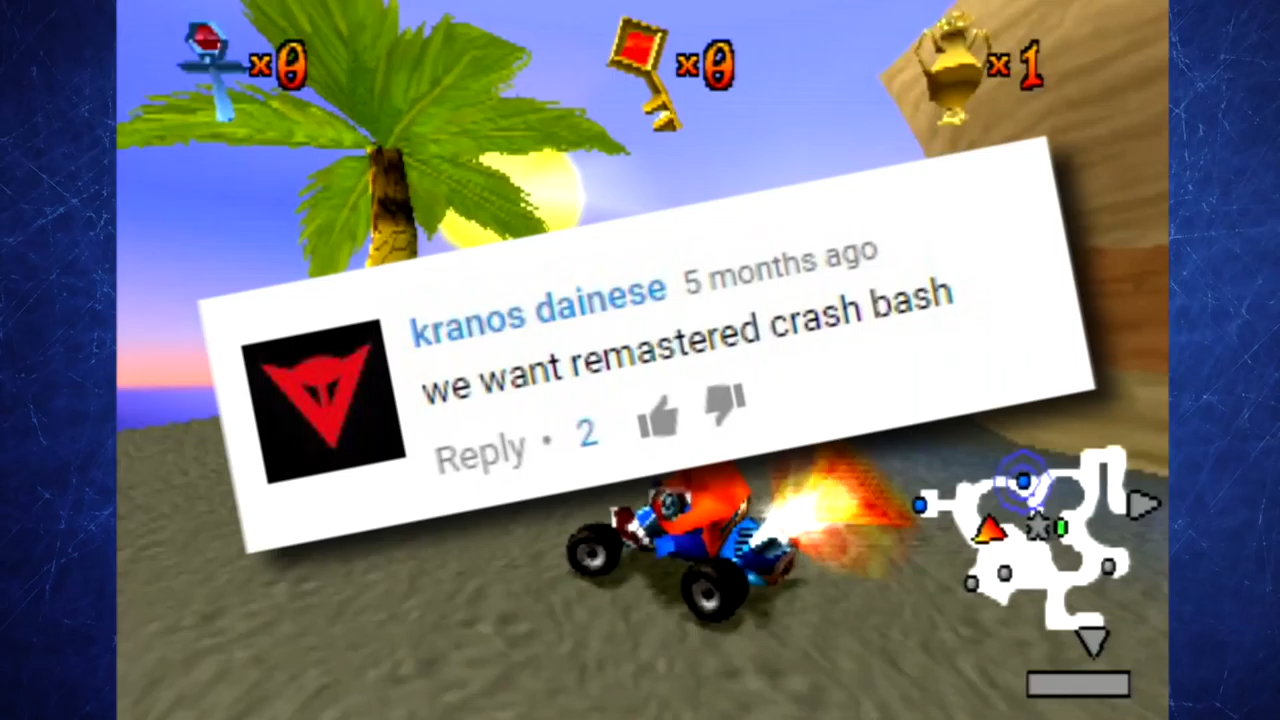 x0 x0 x1
kranos dainese 5 months ago
we want remastered crash bash
Reply • 2